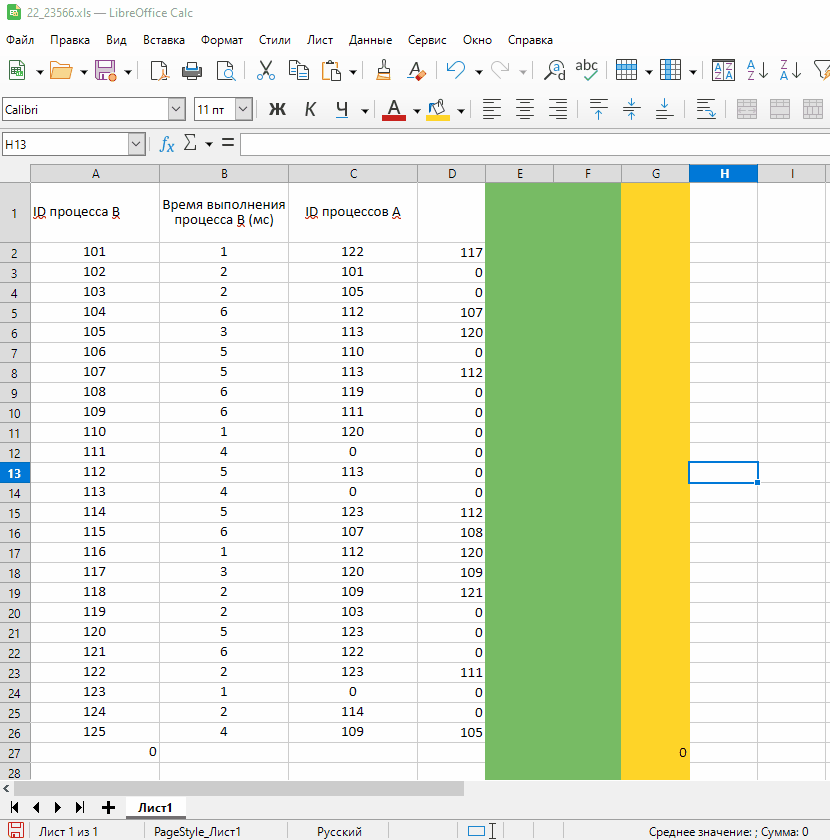 22_23566.xls — LibreOffice Calc
Файл Правка Вид Вставка Формат Стили Лист Данные Сервис Окно Справка
Calibri 11 пт Ж К Ч А
H13 fx Σ =
A B C D E F G H I
1 ID процесса B Время выполнения процесса B (мс) ID процессов A
2 101 1 122 117
3 102 2 101 0
4 103 2 105 0
5 104 6 112 107
6 105 3 113 120
7 106 5 110 0
8 107 5 113 112
9 108 6 119 0
10 109 6 111 0
11 110 1 120 0
12 111 4 0 0
13 112 5 113 0
14 113 4 0 0
15 114 5 123 112
16 115 6 107 108
17 116 1 112 120
18 117 3 120 109
19 118 2 109 121
20 119 2 103 0
21 120 5 123 0
22 121 6 122 0
23 122 2 123 111
24 123 1 0 0
25 124 2 114 0
26 125 4 109 105
27 0 0
28
Лист1
Лист 1 из 1 PageStyle_Лист1 Русский Среднее значение: ; Сумма: 0